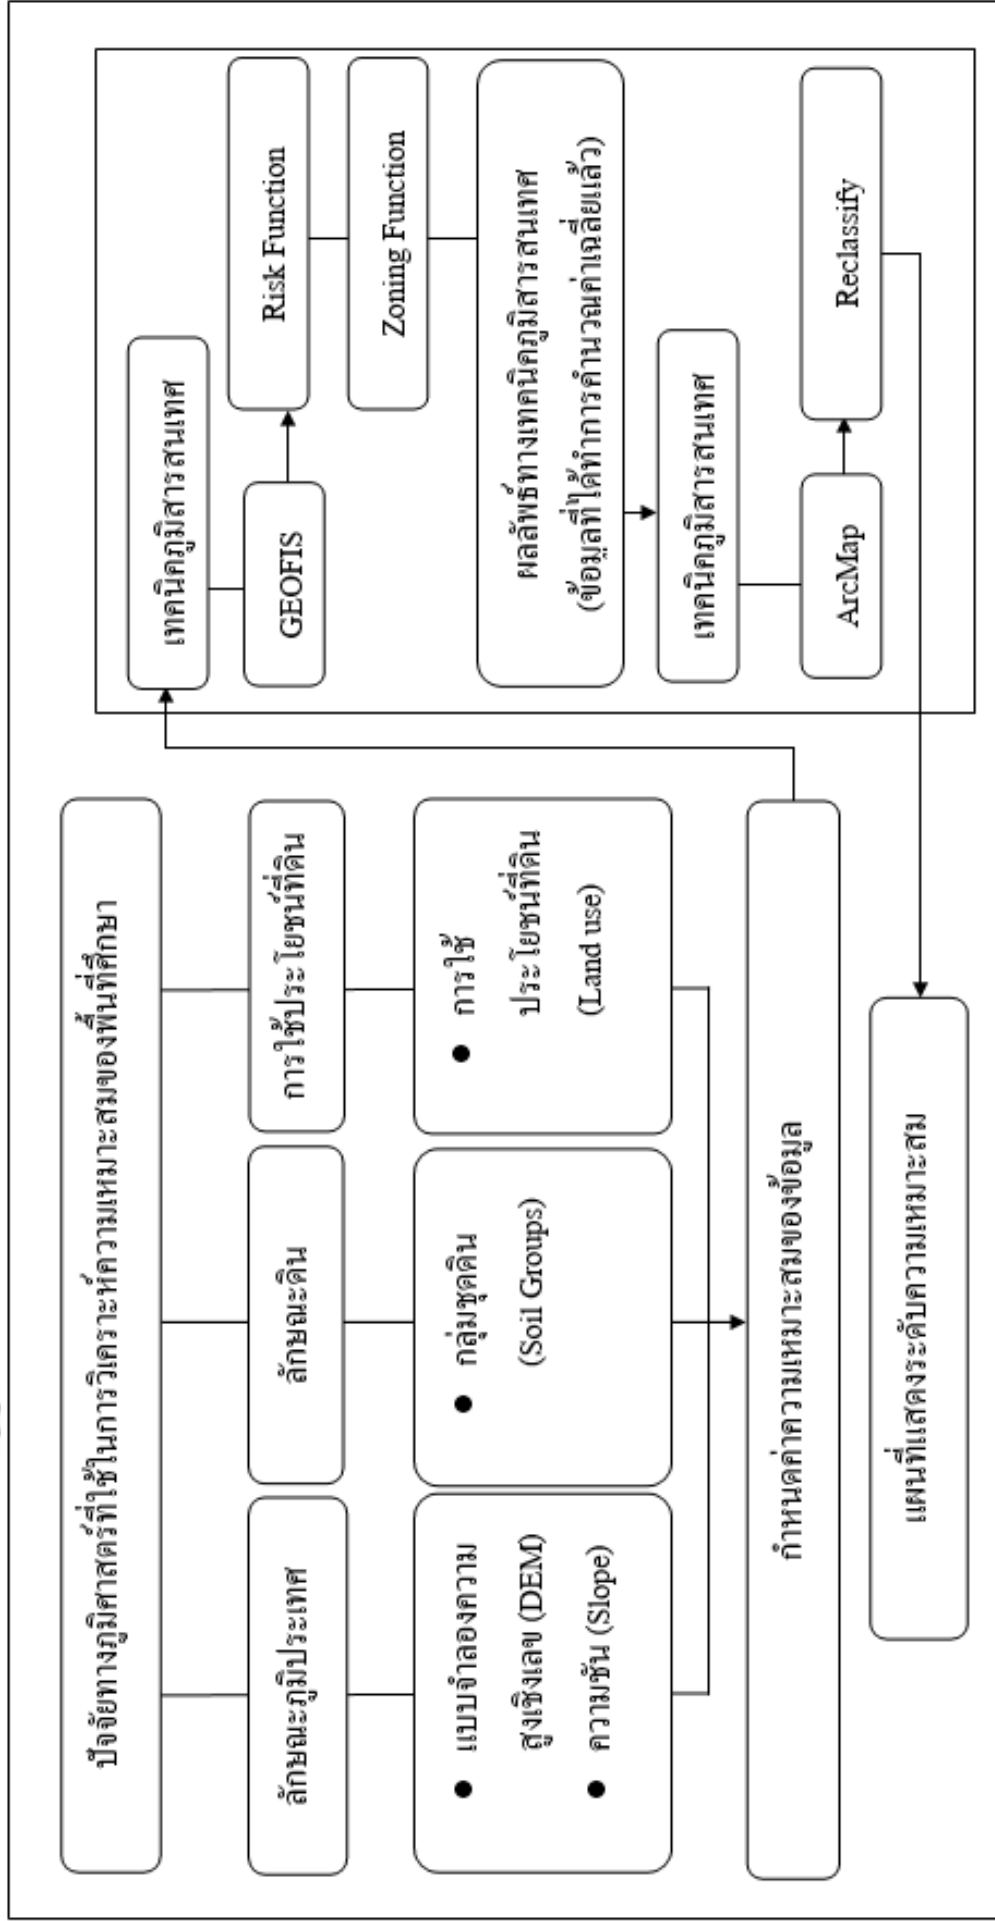 ปัจจัยทางภูมิศาสตร์ที่ใช้ในการวิเคราะห์ความเหมาะสมของพื้นที่ศึกษา
ลักษณะภูมิประเทศ
ลักษณะดิน
การใช้ประโยชน์ที่ดิน
● แบบจำลองความ
สูงเชิงเลข (DEM)
● ความชัน (Slope)
● กลุ่มชุดดิน
(Soil Groups)
● การใช้
ประโยชน์ที่ดิน
(Land use)
กำหนดค่าความเหมาะสมของข้อมูล
แผนที่แสดงระดับความเหมาะสม
เทคนิคภูมิสารสนเทศ
GEOFIS
Risk Function
Zoning Function
ผลลัพธ์ทางเทคนิคภูมิสารสนเทศ
(ข้อมูลที่ได้ทำการคำนวณค่าเฉลี่ยแล้ว)
เทคนิคภูมิสารสนเทศ
ArcMap
Reclassify